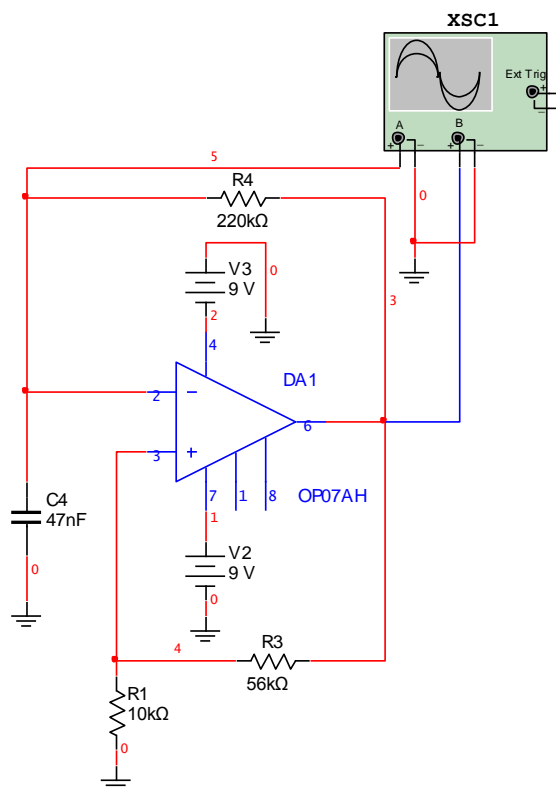 XSC1
Ext Trig
+
–
A
B
+ –
+ –
5
R4
220kΩ
0
V3
9 V
0
2
3
4
DA1
2
–
6
3
+
7
1
8
OP07AH
C4
47nF
1
V2
9 V
0
0
R3
4
56kΩ
R1
10kΩ
0